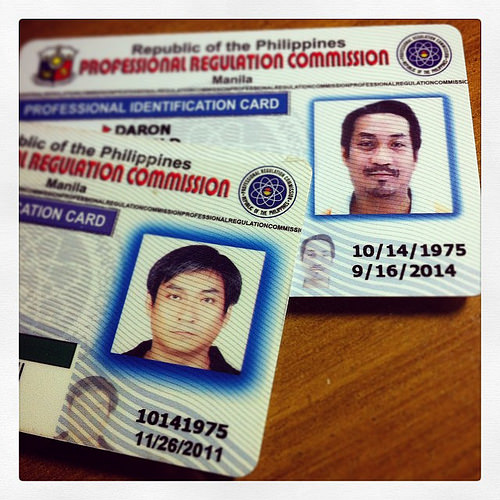 Republic of the Philippines
PROFESSIONAL REGULATION COMMISSION
Manila
PROFESSIONAL IDENTIFICATION CARD
DARON
10/14/1975
9/16/2014
blic of the Philippines
L REGULATION COMMISSION
Manila
ATION CARD
10141975
11/26/2011